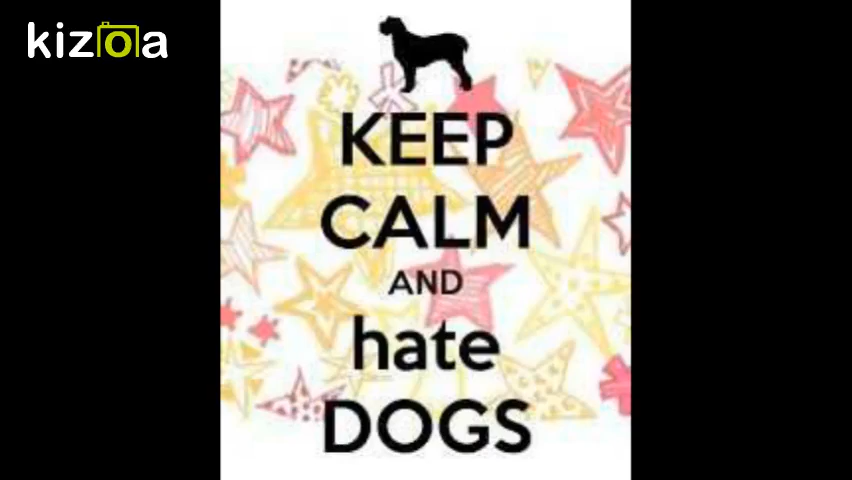 kizoa
KEEP
CALM
AND
hate
DOGS